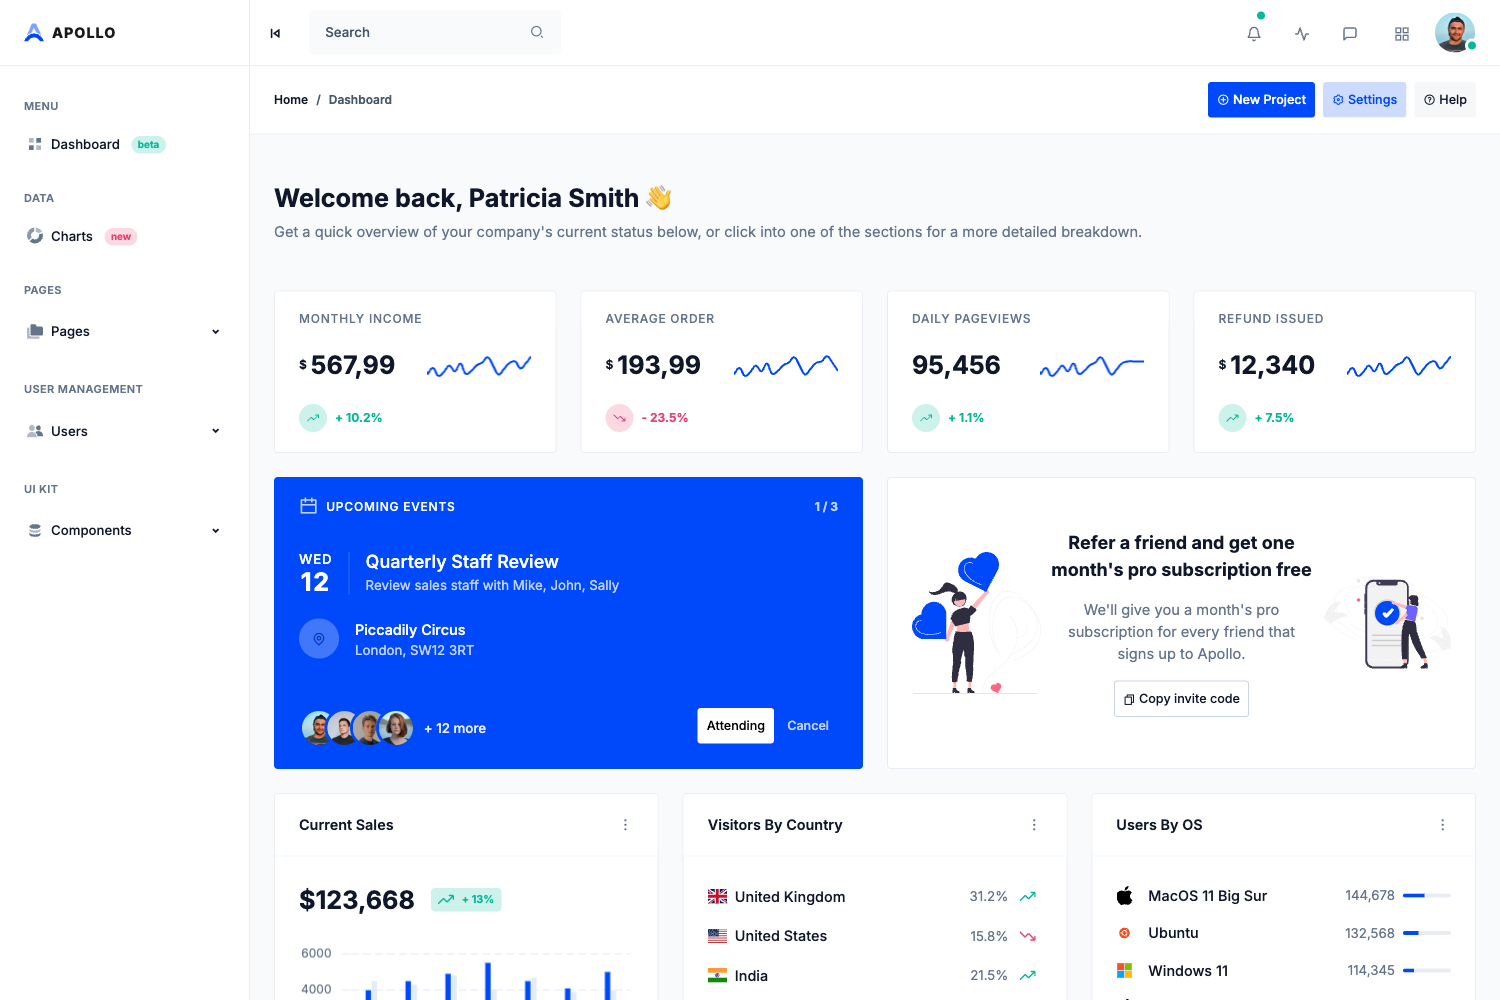 APOLLO
Search
MENU
Dashboard beta
DATA
Charts new
PAGES
Pages
USER MANAGEMENT
Users
UI KIT
Components
Home / Dashboard
New Project
Settings
Help
Welcome back, Patricia Smith 👋
Get a quick overview of your company's current status below, or click into one of the sections for a more detailed breakdown.
MONTHLY INCOME
$ 567,99
+ 10.2%
AVERAGE ORDER
$ 193,99
- 23.5%
DAILY PAGEVIEWS
95,456
+ 1.1%
REFUND ISSUED
$ 12,340
+ 7.5%
UPCOMING EVENTS
1 / 3
WED
12
Quarterly Staff Review
Review sales staff with Mike, John, Sally
Piccadily Circus
London, SW12 3RT
+ 12 more
Attending
Cancel
Refer a friend and get one
month's pro subscription free
We'll give you a month's pro
subscription for every friend that
signs up to Apollo.
Copy invite code
Current Sales
$123,668
+ 13%
6000
4000
Visitors By Country
United Kingdom 31.2%
United States 15.8%
India 21.5%
Users By OS
MacOS 11 Big Sur 144,678
Ubuntu 132,568
Windows 11 114,345